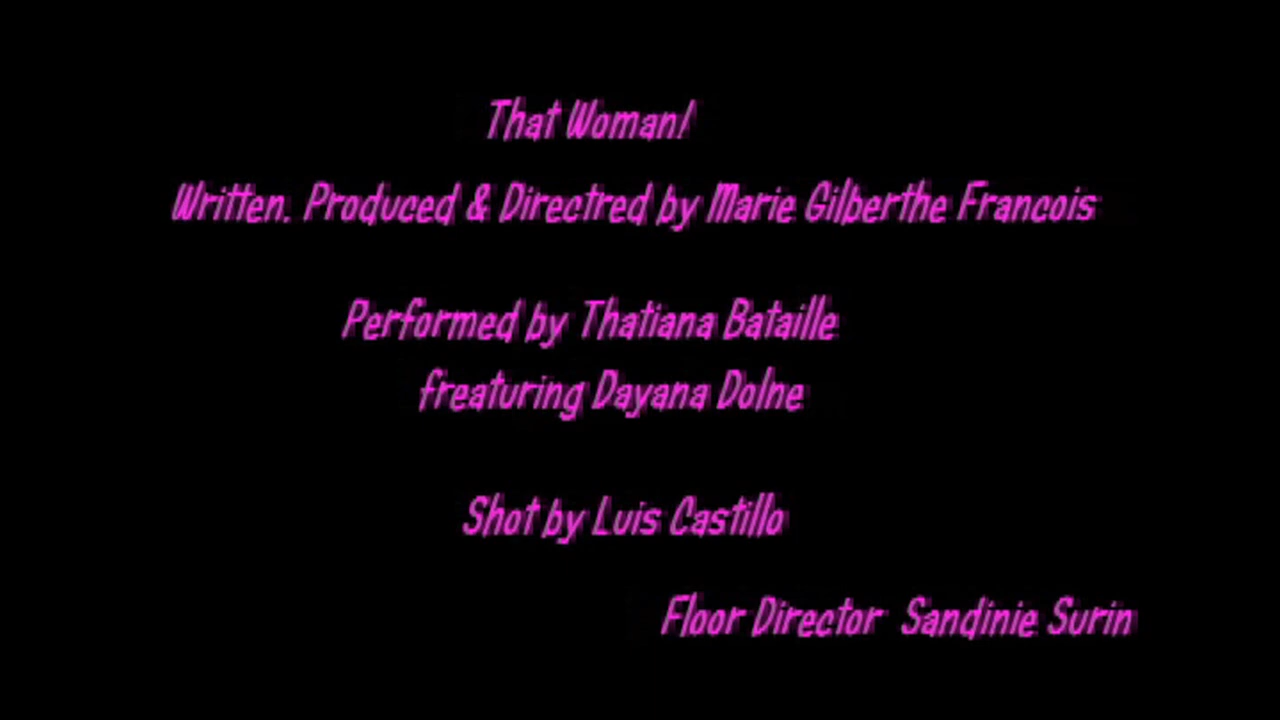 That Woman!
Written. Produced & Directred by Marie Gilberthe Francois
Performed by Thatiana Bataille
freaturing Dayana Dolne
Shot by Luis Castillo
Floor Director Sandinie Surin